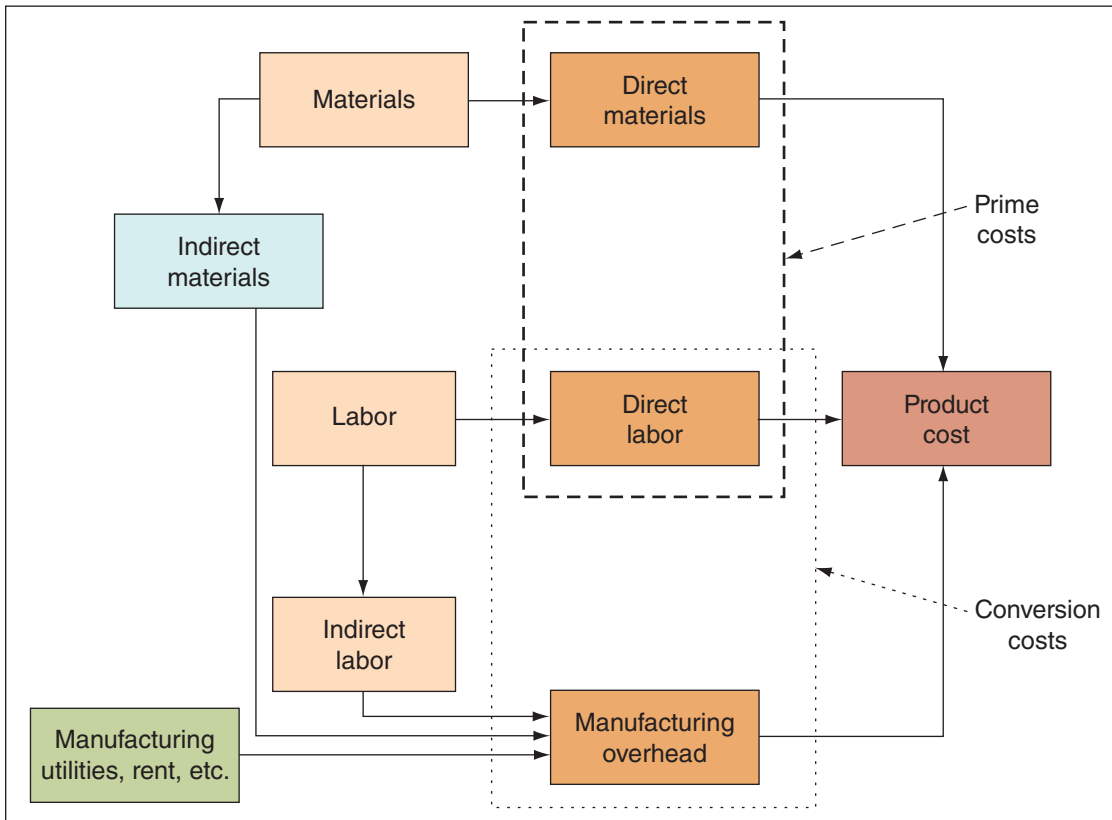 Materials
Direct
materials
Prime
costs
Indirect
materials
Labor
Direct
labor
Product
cost
Indirect
labor
Conversion
costs
Manufacturing
utilities, rent, etc.
Manufacturing
overhead